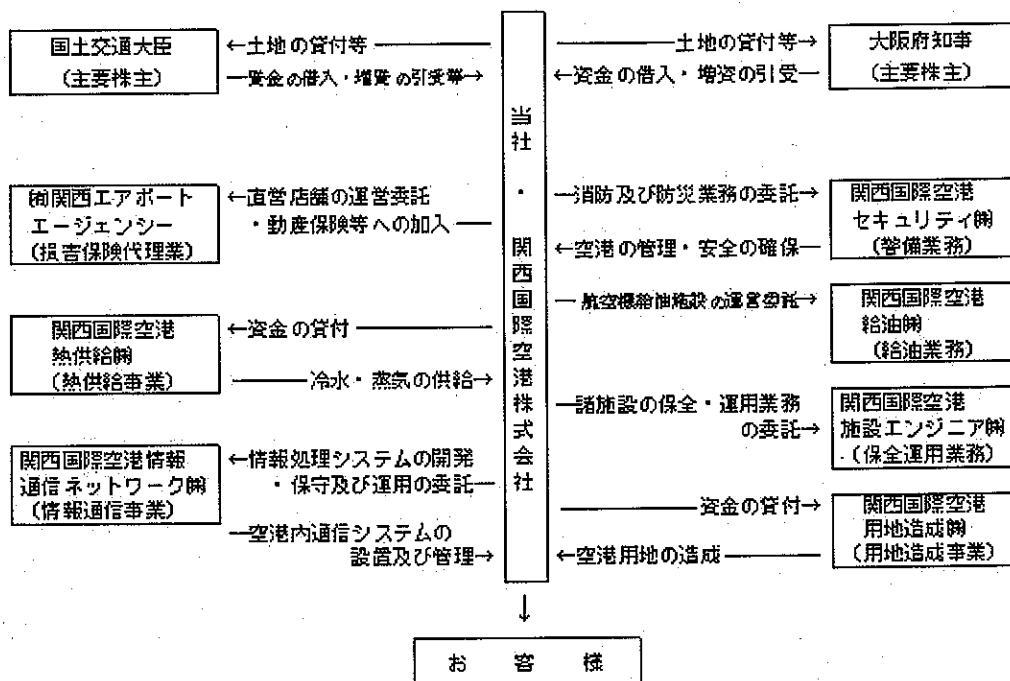 国土交通大臣
(主要株主)
←土地の貸付等
―資金の借入・増資の引受等→
土地の貸付等→
←資金の借入・増資の引受―
大阪府知事
(主要株主)
当社・関西国際空港株式会社
㈲関西エアポート
エージェンシー
(損害保険代理業)
←直営店舗の運営委託
・動産保険等への加入―
―消防及び防災業務の委託→
←空港の管理・安全の確保―
関西国際空港
セキュリティ㈱
(警備業務)
―航空機給油施設の運営委託→
関西国際空港
給油㈱
(給油業務)
関西国際空港
熱供給㈱
(熱供給事業)
←資金の貸付―
―冷水・蒸気の供給→
―諸施設の保全・運用業務
の委託→
関西国際空港
施設エンジニア㈱
(保全運用業務)
関西国際空港情報
通信ネットワーク㈱
(情報通信事業)
←情報処理システムの開発
・保守及び運用の委託―
―空港内通信システムの
設置及び管理→
―資金の貸付→
←空港用地の造成―
関西国際空港
用地造成㈱
(用地造成事業)
↓
お客様